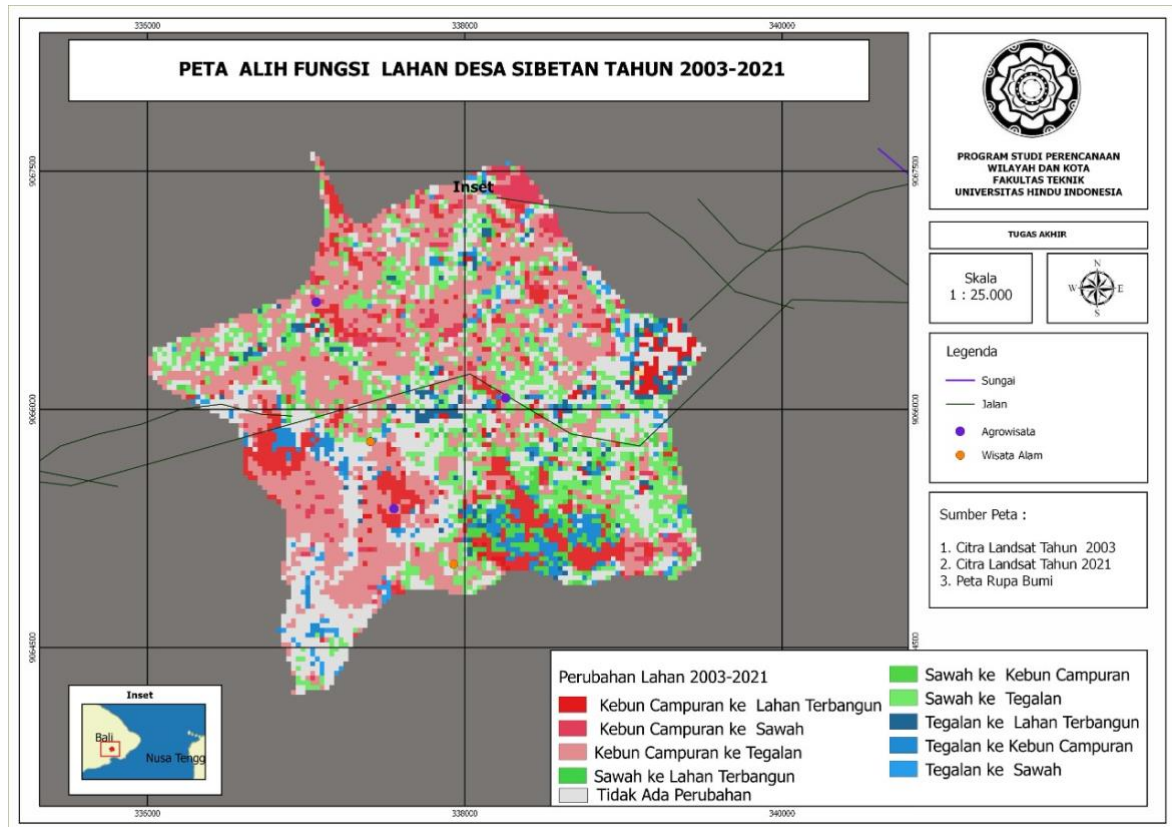 336000
338000
340000
PETA ALIH FUNGSI LAHAN DESA SIBETAN TAHUN 2003-2021
PROGRAM STUDI PERENCANAAN
WILAYAH DAN KOTA
FAKULTAS TEKNIK
UNIVERSITAS HINDU INDONESIA
TUGAS AKHIR
Skala
1 : 25.000
N
W E
S
Legenda
Sungai
Jalan
Agrowisata
Wisata Alam
Sumber Peta :
1. Citra Landsat Tahun 2003
2. Citra Landsat Tahun 2021
3. Peta Rupa Bumi
9067500
9067500
Inset
9066000
9066000
9064500
4500
Perubahan Lahan 2003-2021
Kebun Campuran ke Lahan Terbangun
Kebun Campuran ke Sawah
Kebun Campuran ke Tegalan
Sawah ke Lahan Terbangun
Tidak Ada Perubahan
Sawah ke Kebun Campuran
Sawah ke Tegalan
Tegalan ke Lahan Terbangun
Tegalan ke Kebun Campuran
Tegalan ke Sawah
Inset
Bali
Nusa Tengg
336000
338000
340000